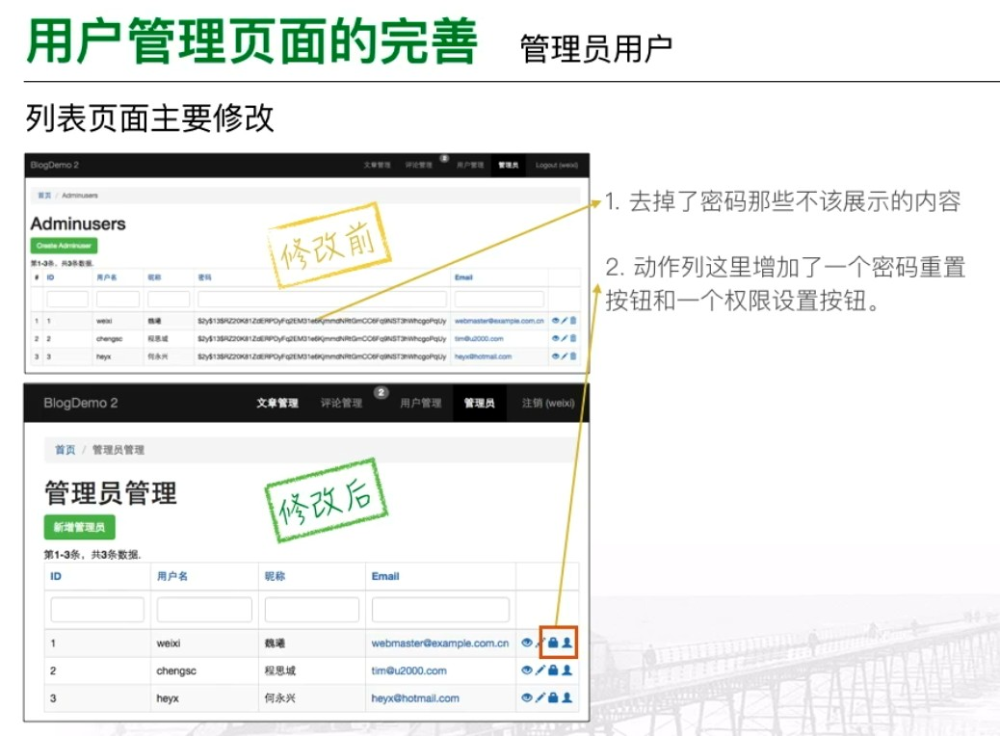 用户管理页面的完善 管理员用户
列表页面主要修改
BlogDemo 2 文章管理 评论管理 3 用户管理 管理员 Logout (weixi)
首页 / Adminusers
Adminusers
修改前
Create Adminuser
第1-3条，共3条数据.
# ID 用户名 昵称 密码 Email
1 1 weixi 魏曦 webmaster@example.com.cn
2 2 chengsc 程思城 tim@u2000.com
3 3 heyx 何永兴 heyx@hotmail.com
1. 去掉了密码那些不该展示的内容
2. 动作列这里增加了一个密码重置
按钮和一个权限设置按钮。
BlogDemo 2 文章管理 评论管理 2 用户管理 管理员 注销 (weixi)
首页 / 管理员管理
管理员管理
修改后
新增管理员
第1-3条，共3条数据.
ID 用户名 昵称 Email
1 weixi 魏曦 webmaster@example.com.cn
2 chengsc 程思城 tim@u2000.com
3 heyx 何永兴 heyx@hotmail.com